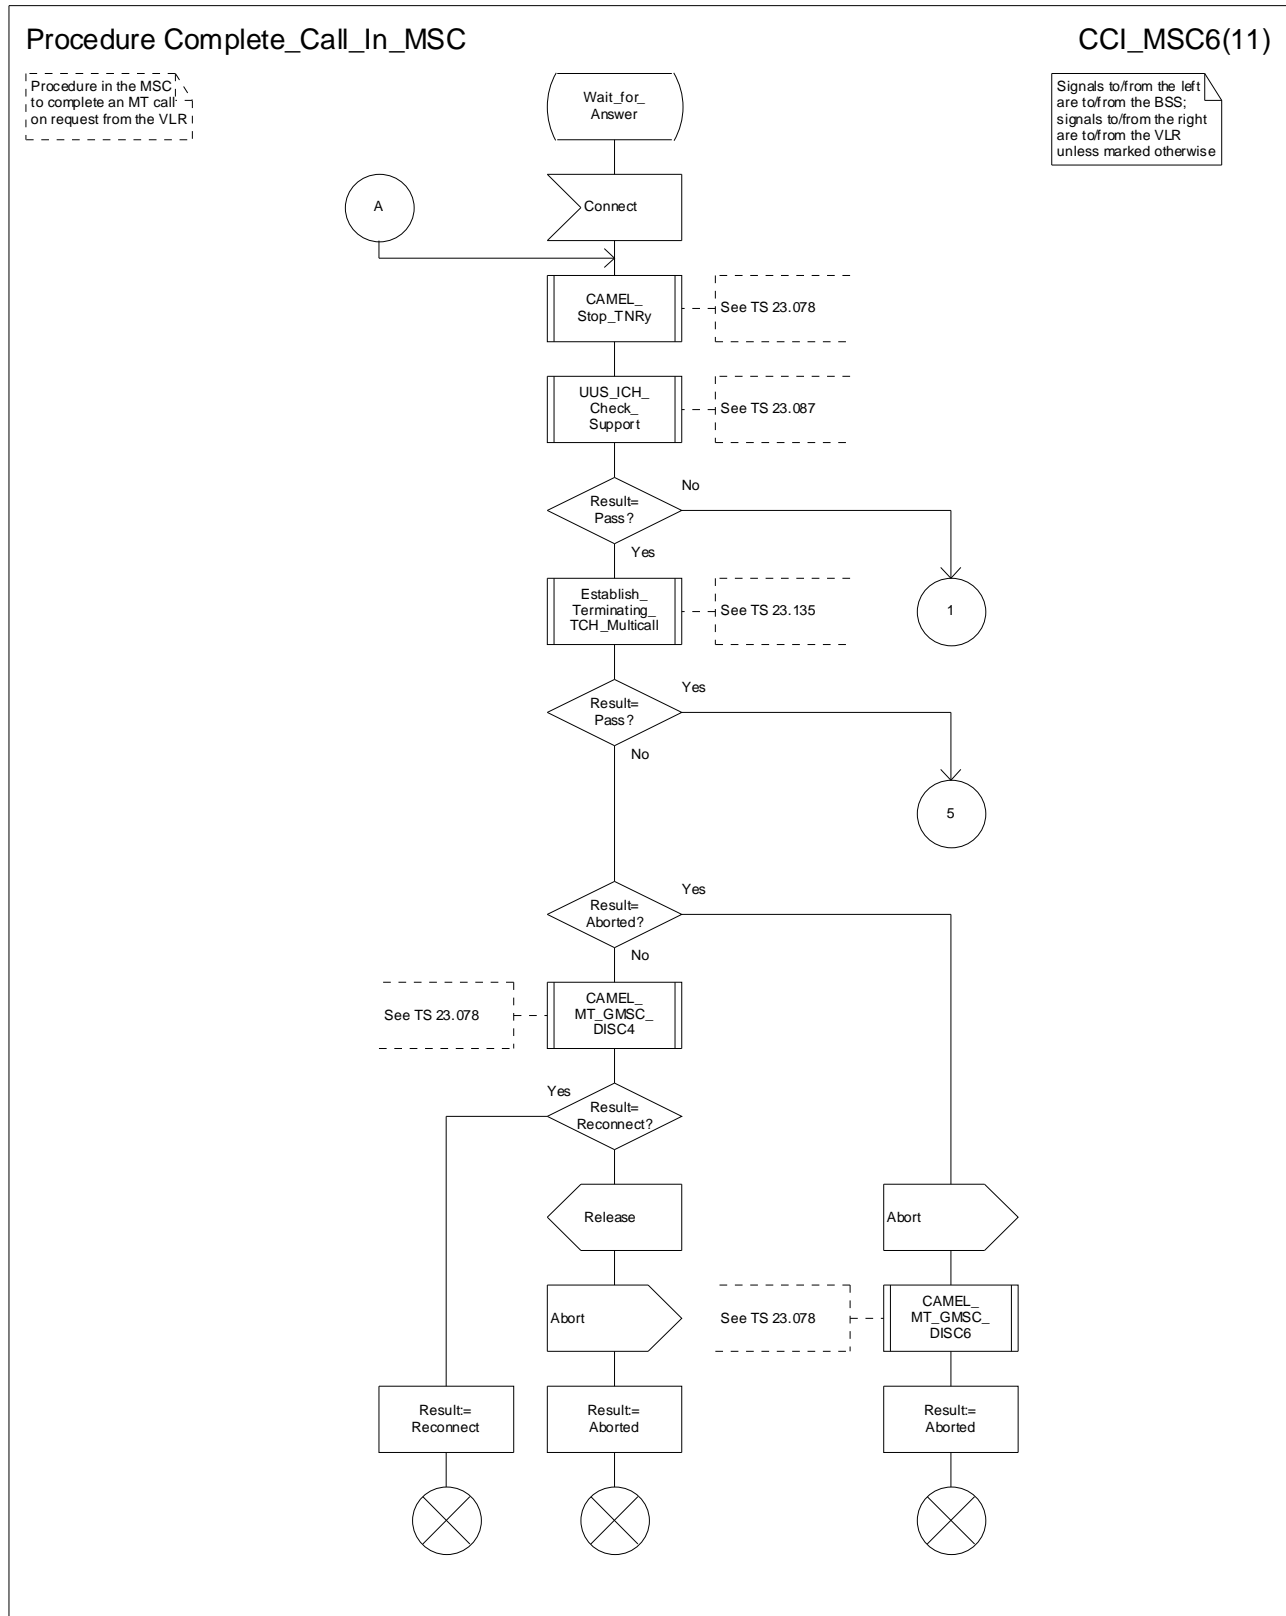 Procedure Complete_Call_In_MSC
CCI_MSC6(11)
Procedure in the MSC
to complete an MT call
on request from the VLR
Signals to/from the left
are to/from the BSS;
signals to/from the right
are to/from the VLR
unless marked otherwise
Wait_for_
Answer
A
Connect
CAMEL_
Stop_TNRy
See TS 23.078
UUS_ICH_
Check_
Support
See TS 23.087
Result=
Pass?
No
Yes
1
Establish_
Terminating_
TCH_Multicall
See TS 23.135
Result=
Pass?
Yes
No
5
Result=
Aborted?
Yes
No
See TS 23.078
CAMEL_
MT_GMSC_
DISC4
Yes
Result=
Reconnect?
Release
Abort
Abort
See TS 23.078
CAMEL_
MT_GMSC_
DISC6
Result:=
Reconnect
Result:=
Aborted
Result:=
Aborted